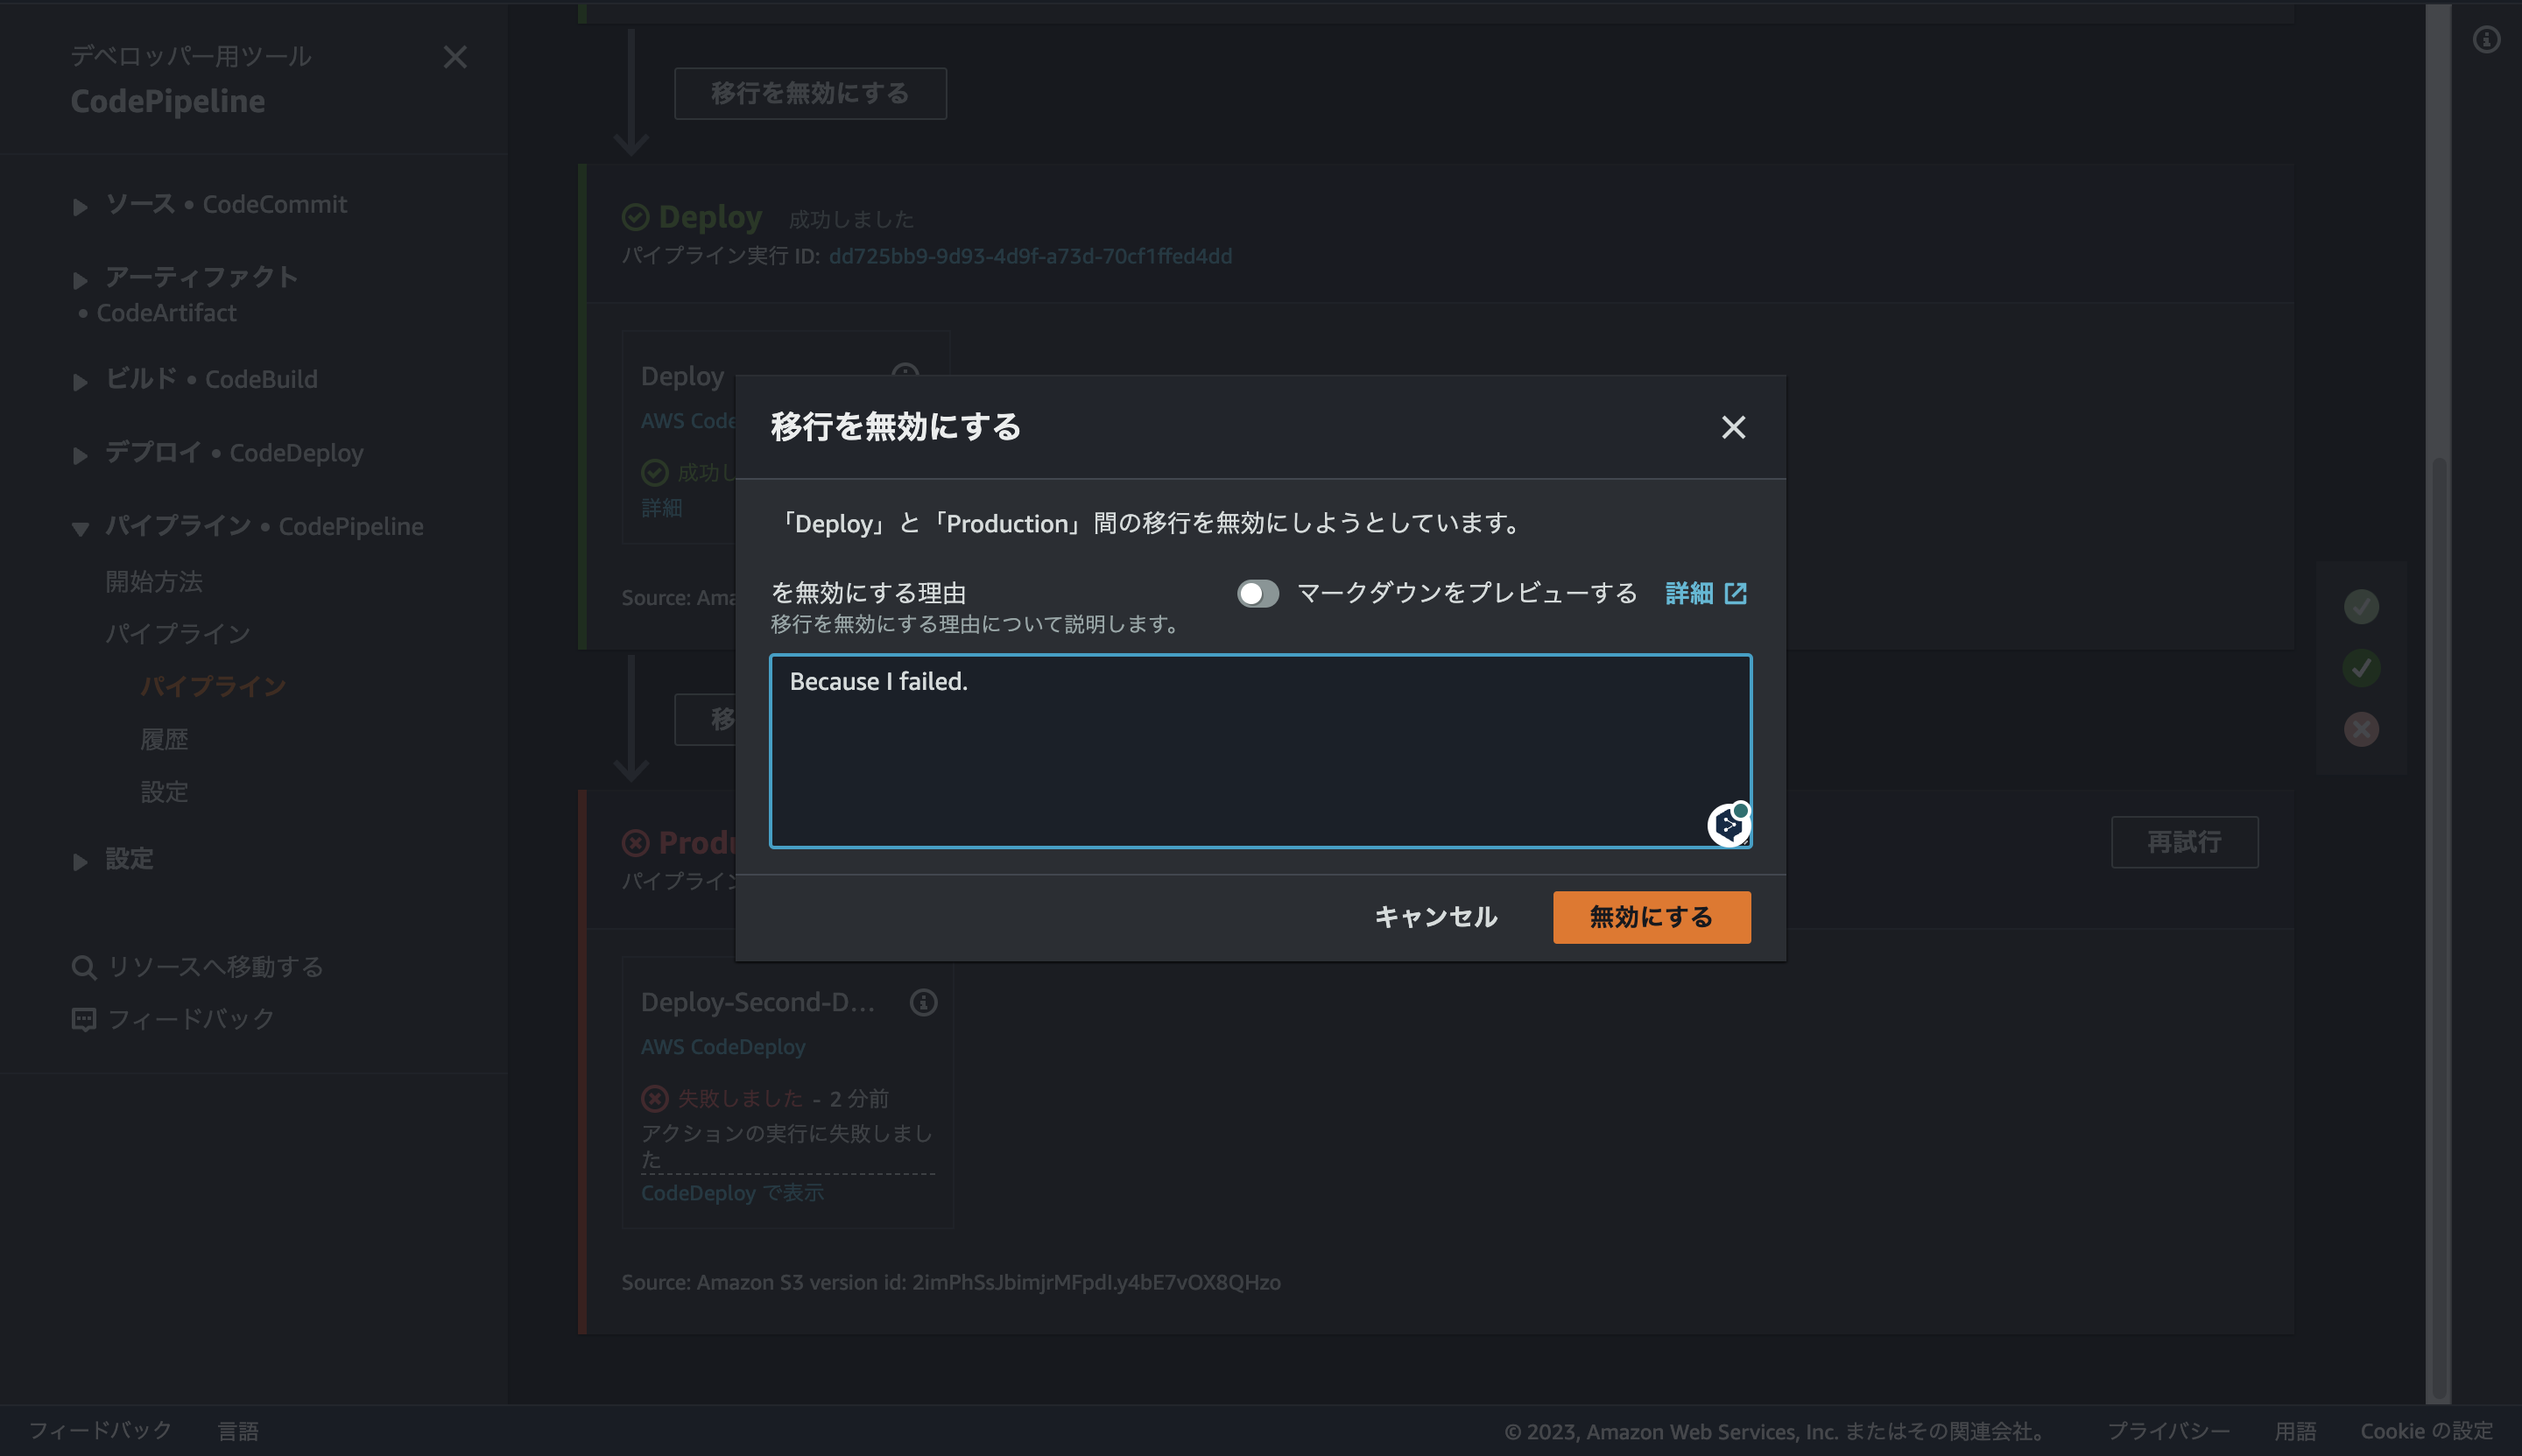 デベロッパー用ツール
CodePipeline
ソース • CodeCommit
アーティファクト
• CodeArtifact
ビルド • CodeBuild
デプロイ • CodeDeploy
パイプライン • CodePipeline
開始方法
パイプライン
パイプライン
履歴
設定
設定
リソースへ移動する
フィードバック
移行を無効にする
Deploy 成功しました
パイプライン実行 ID: dd725bb9-9d93-4d9f-a73d-70cf1ffed4dd
Deploy
AWS Code
成功し
詳細
Source: Ama
移
移行を無効にする
「Deploy」と「Production」間の移行を無効にしようとしています。
を無効にする理由 マークダウンをプレビューする 詳細
移行を無効にする理由について説明します。
Because I failed.
キャンセル 無効にする
Produ
再試行
パイプライン
Deploy-Second-D...
AWS CodeDeploy
失敗しました - 2 分前
アクションの実行に失敗しまし
た
CodeDeploy で表示
Source: Amazon S3 version id: 2imPhSsJbimjrMFpdI.y4bE7vOX8QHzo
フィードバック 言語 © 2023, Amazon Web Services, Inc. またはその関連会社。 プライバシー 用語 Cookie の設定